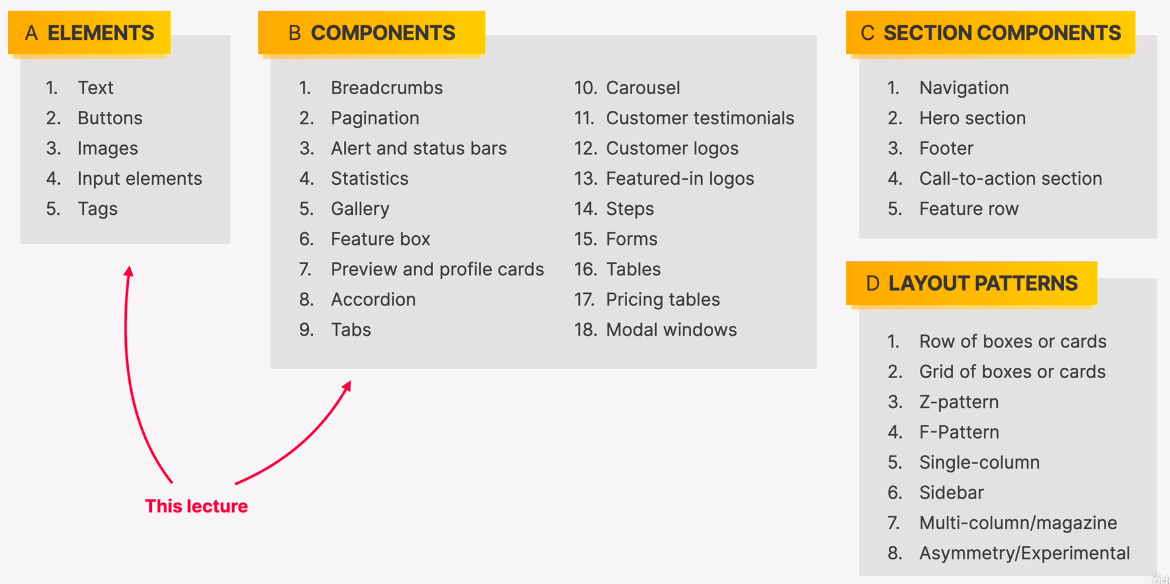 A ELEMENTS
1. Text
2. Buttons
3. Images
4. Input elements
5. Tags
B COMPONENTS
1. Breadcrumbs
2. Pagination
3. Alert and status bars
4. Statistics
5. Gallery
6. Feature box
7. Preview and profile cards
8. Accordion
9. Tabs
10. Carousel
11. Customer testimonials
12. Customer logos
13. Featured-in logos
14. Steps
15. Forms
16. Tables
17. Pricing tables
18. Modal windows
C SECTION COMPONENTS
1. Navigation
2. Hero section
3. Footer
4. Call-to-action section
5. Feature row
D LAYOUT PATTERNS
1. Row of boxes or cards
2. Grid of boxes or cards
3. Z-pattern
4. F-Pattern
5. Single-column
6. Sidebar
7. Multi-column/magazine
8. Asymmetry/Experimental
This lecture